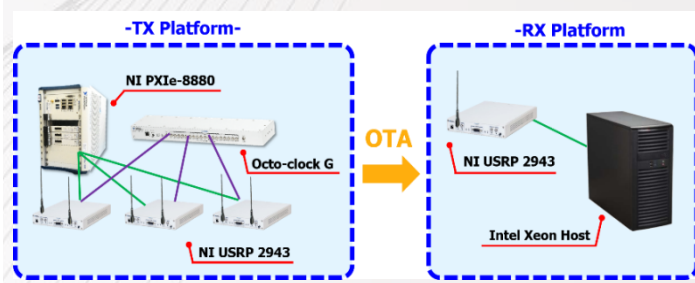 -TX Platform-
-RX Platform
NI PXIe-8880
Octo-clock G
NI USRP 2943
OTA
NI USRP 2943
Intel Xeon Host